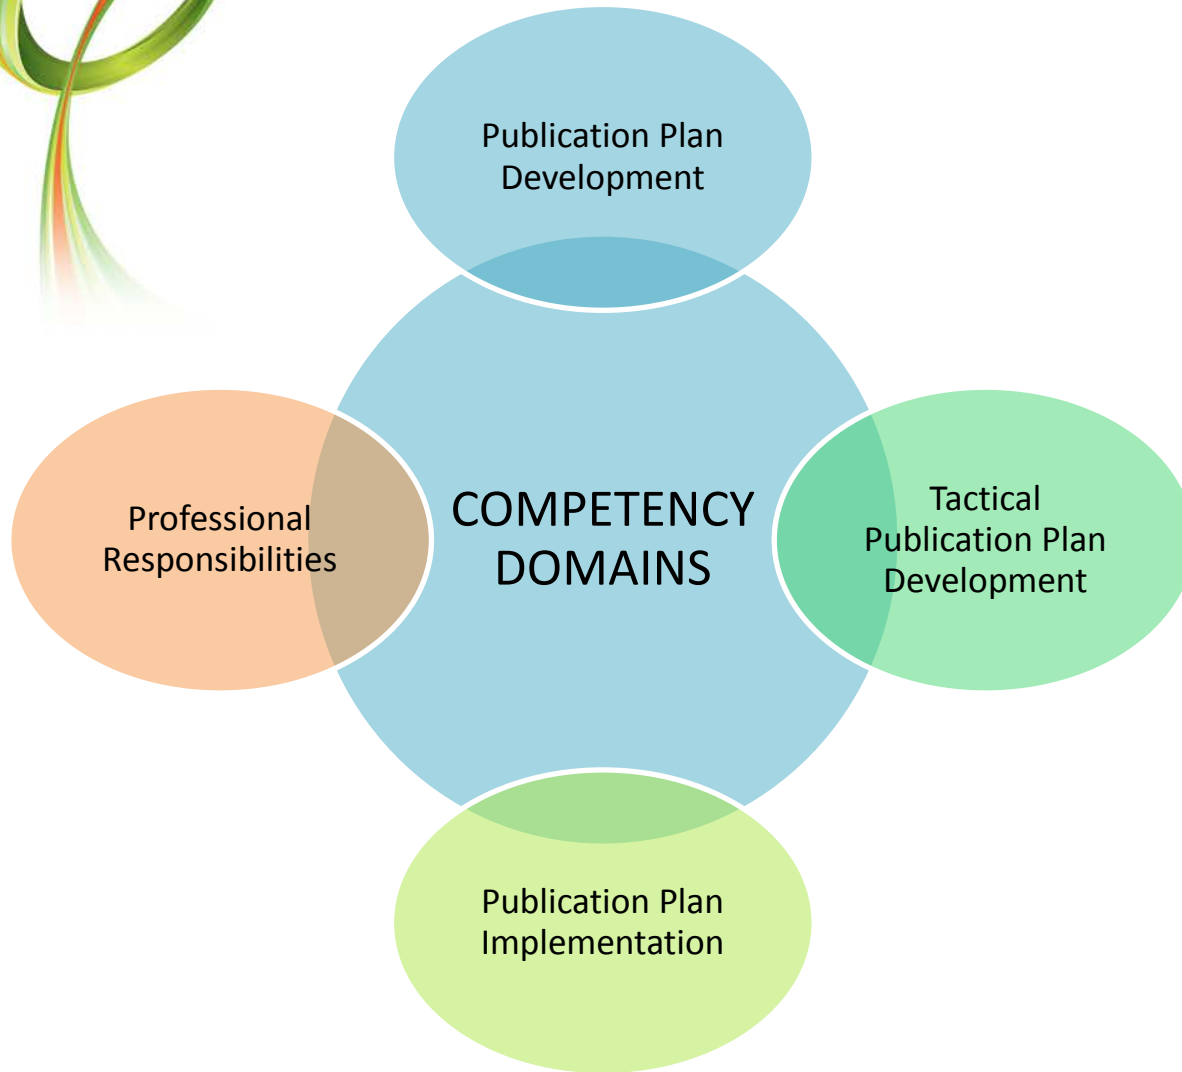 Publication Plan
Development
Professional
Responsibilities
COMPETENCY
DOMAINS
Tactical
Publication Plan
Development
Publication Plan
Implementation